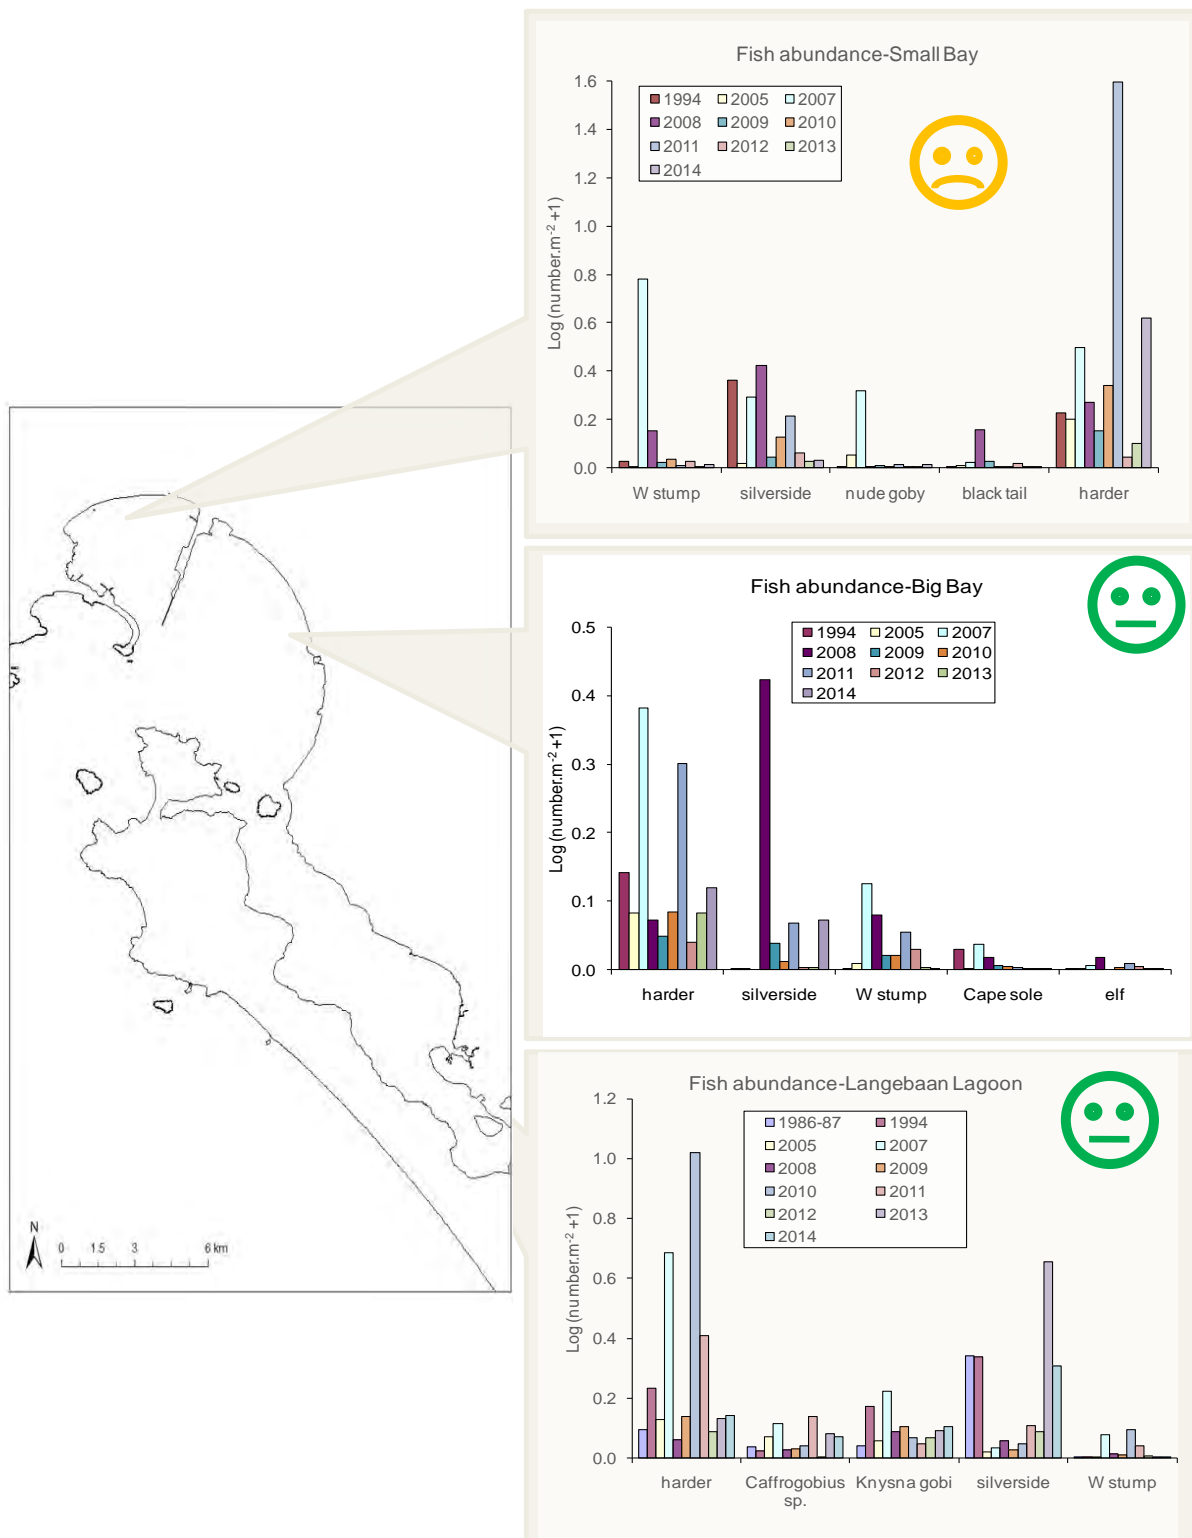 Fish abundance-Small Bay
Log (number.m-2 +1)
1.6
1.4
1.2
1.0
0.8
0.6
0.4
0.2
0.0
1994 2005 2007
2008 2009 2010
2011 2012 2013
2014
W stump silverside nude goby black tail harder
Fish abundance-Big Bay
Log (number.m-2 +1)
0.5
0.4
0.3
0.2
0.1
0.0
1994 2005 2007
2008 2009 2010
2011 2012 2013
2014
harder silverside W stump Cape sole elf
Fish abundance-Langebaan Lagoon
Log (number.m-2 +1)
1.2
1.0
0.8
0.6
0.4
0.2
0.0
1986-87 1994
2005 2007
2008 2009
2010 2011
2012 2013
2014
harder Caffrogobius Knysna gobi silverside W stump
sp.
N
0 1.5 3 6 km